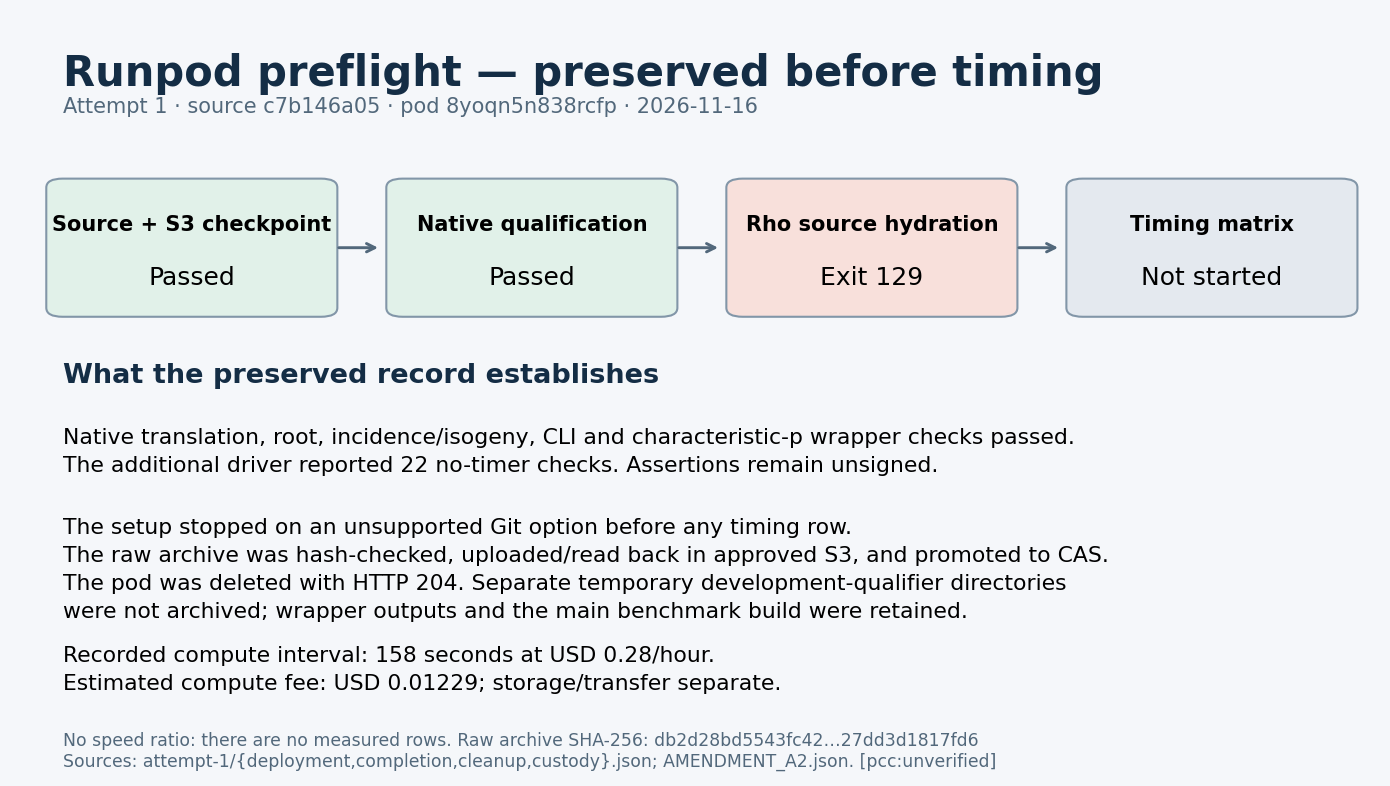 Runpod preflight — preserved before timing
Attempt 1 · source c7b146a05 · pod 8yoqn5n838rcfp · 2026-11-16
Source + S3 checkpoint
Passed
Native qualification
Passed
Rho source hydration
Exit 129
Timing matrix
Not started
What the preserved record establishes
Native translation, root, incidence/isogeny, CLI and characteristic-p wrapper checks passed.
The additional driver reported 22 no-timer checks. Assertions remain unsigned.
The setup stopped on an unsupported Git option before any timing row.
The raw archive was hash-checked, uploaded/read back in approved S3, and promoted to CAS.
The pod was deleted with HTTP 204. Separate temporary development-qualifier directories
were not archived; wrapper outputs and the main benchmark build were retained.
Recorded compute interval: 158 seconds at USD 0.28/hour.
Estimated compute fee: USD 0.01229; storage/transfer separate.
No speed ratio: there are no measured rows. Raw archive SHA-256: db2d28bd5543fc42…27dd3d1817fd6
Sources: attempt-1/{deployment,completion,cleanup,custody}.json; AMENDMENT_A2.json. [pcc:unverified]